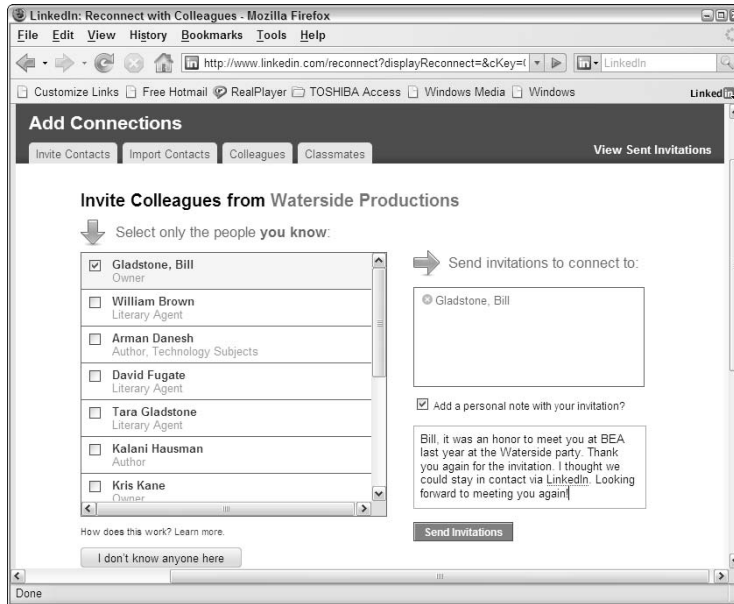 LinkedIn: Reconnect with Colleagues - Mozilla Firefox
File Edit View History Bookmarks Tools Help
http://www.linkedin.com/reconnect?displayReconnect=&cKey=( LinkedIn
Customize Links Free Hotmail RealPlayer TOSHIBA Access Windows Media Windows Linkedin
Add Connections
Invite Contacts Import Contacts Colleagues Classmates View Sent Invitations
Invite Colleagues from Waterside Productions
Select only the people you know:
Gladstone, Bill
Owner
William Brown
Literary Agent
Arman Danesh
Author, Technology Subjects
David Fugate
Literary Agent
Tara Gladstone
Literary Agent
Kalani Hausman
Author
Kris Kane
Owner
How does this work? Learn more.
I don't know anyone here
Send invitations to connect to:
Gladstone, Bill
Add a personal note with your invitation?
Bill, it was an honor to meet you at BEA
last year at the Waterside party. Thank
you again for the invitation. I thought we
could stay in contact via LinkedIn. Looking
forward to meeting you again!
Send Invitations
Done